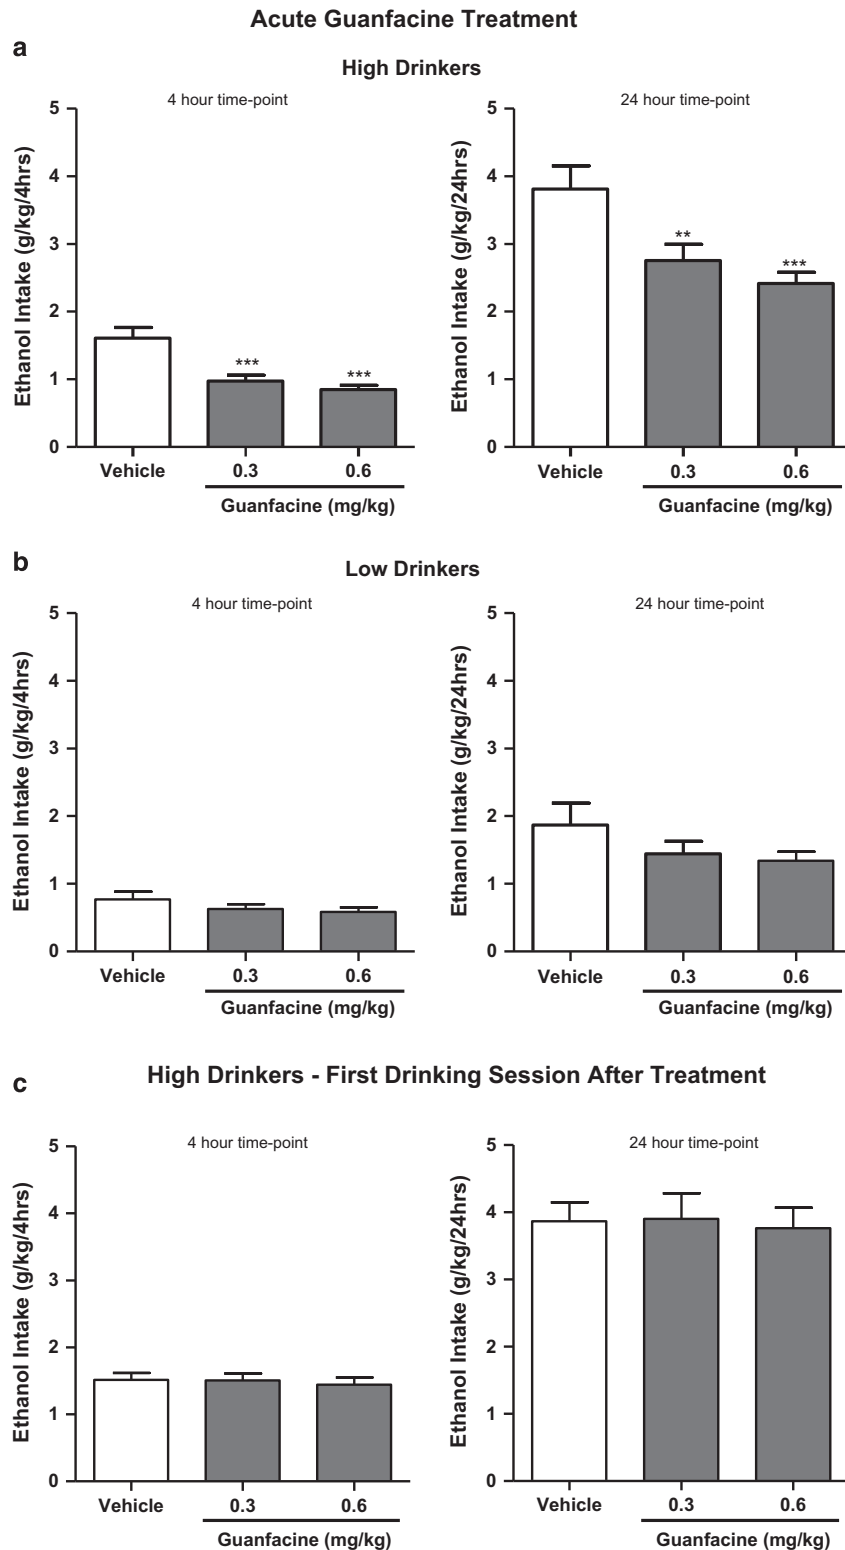 Acute Guanfacine Treatment
a
High Drinkers
4 hour time-point
5
4
3
2
1
0
Ethanol Intake (g/kg/4hrs)
***
***
Vehicle
0.3
0.6
Guanfacine (mg/kg)
24 hour time-point
5
4
3
2
1
0
Ethanol Intake (g/kg/24hrs)
**
***
Vehicle
0.3
0.6
Guanfacine (mg/kg)
b
Low Drinkers
4 hour time-point
5
4
3
2
1
0
Ethanol Intake (g/kg/4hrs)
Vehicle
0.3
0.6
Guanfacine (mg/kg)
24 hour time-point
5
4
3
2
1
0
Ethanol Intake (g/kg/24hrs)
Vehicle
0.3
0.6
Guanfacine (mg/kg)
c
High Drinkers - First Drinking Session After Treatment
4 hour time-point
5
4
3
2
1
0
Ethanol Intake (g/kg/4hrs)
Vehicle
0.3
0.6
Guanfacine (mg/kg)
24 hour time-point
5
4
3
2
1
0
Ethanol Intake (g/kg/24hrs)
Vehicle
0.3
0.6
Guanfacine (mg/kg)